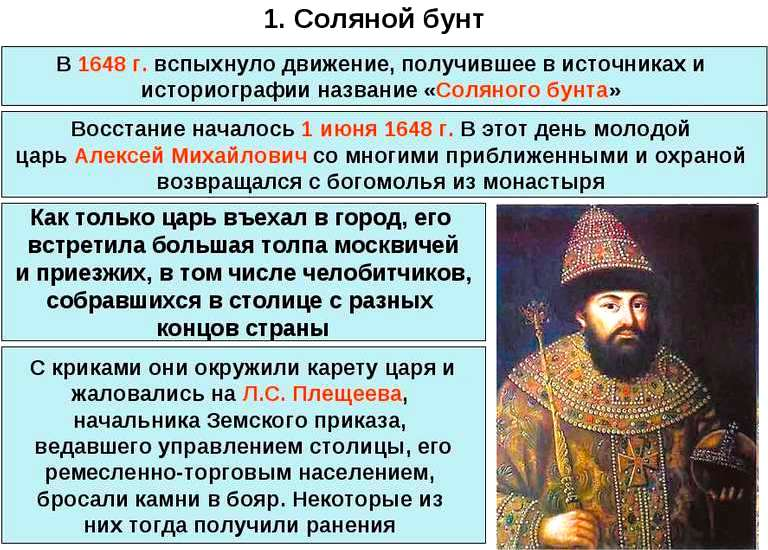 1. Соляной бунт
В 1648 г. вспыхнуло движение, получившее в источниках и
историографии название «Соляного бунта»
Восстание началось 1 июня 1648 г. В этот день молодой
царь Алексей Михайлович со многими приближенными и охраной
возвращался с богомолья из монастыря
Как только царь въехал в город, его
встретила большая толпа москвичей
и приезжих, в том числе челобитчиков,
собравшихся в столице с разных
концов страны
С криками они окружили карету царя и
жаловались на Л.С. Плещеева,
начальника Земского приказа,
ведавшего управлением столицы, его
ремесленно-торговым населением,
бросали камни в бояр. Некоторые из
них тогда получили ранения